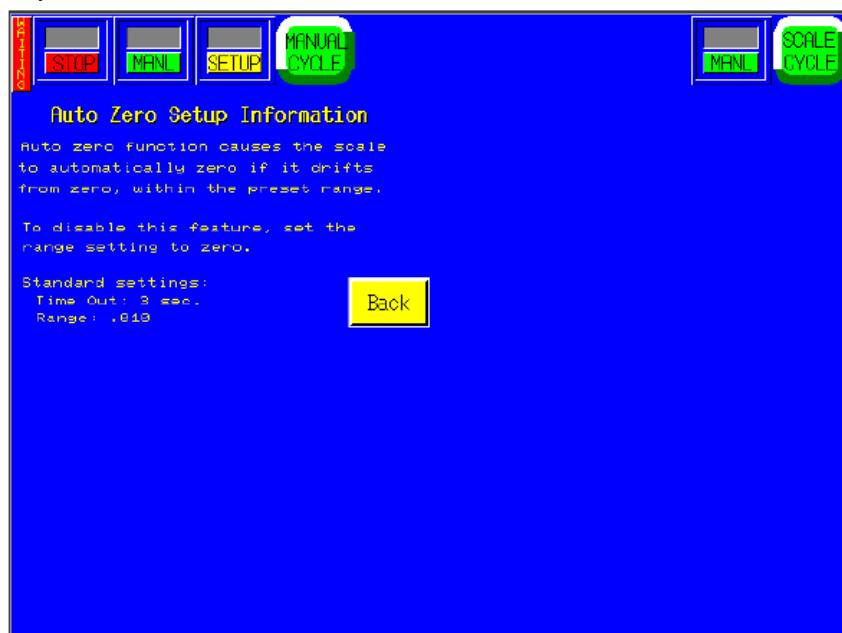 WAITING
STOP
MANL
SETUP
MANUAL
CYCLE
MANL
SCALE
CYCLE
Auto Zero Setup Information
Auto zero function causes the scale
to automatically zero if it drifts
from zero, within the preset range.
To disable this feature, set the
range setting to zero.
Standard settings:
Time Out: 3 sec.
Range: .010
Back